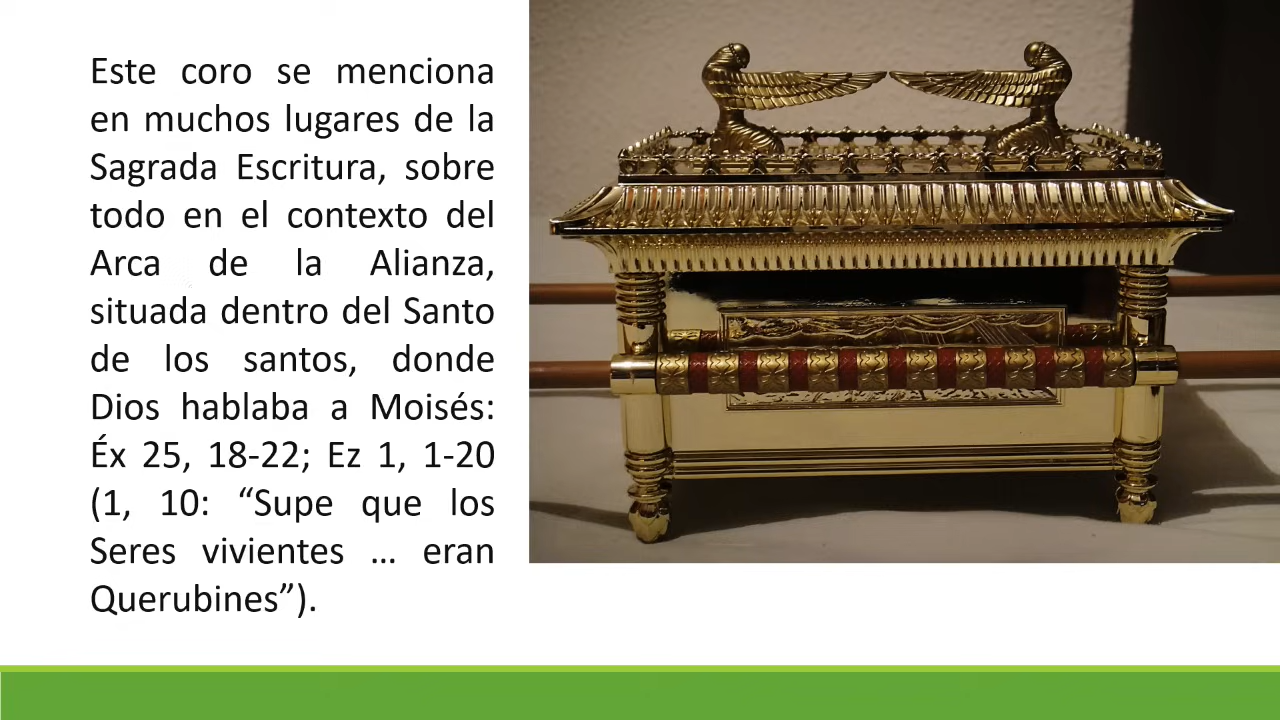 Este coro se menciona
en muchos lugares de la
Sagrada Escritura, sobre
todo en el contexto del
Arca de la Alianza,
situada dentro del Santo
de los santos, donde
Dios hablaba a Moisés:
Éx 25, 18-22; Ez 1, 1-20
(1, 10: “Supe que los
Seres vivientes … eran
Querubines”).